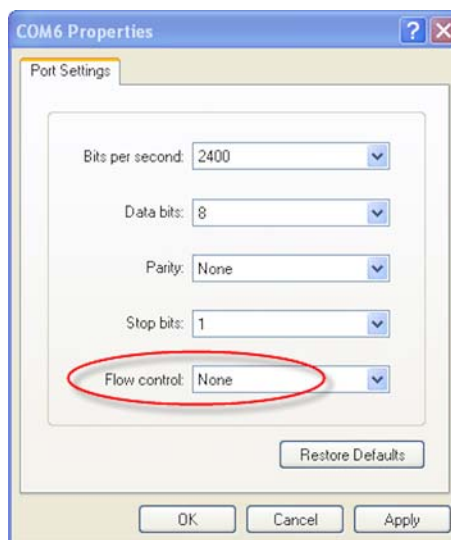 COM6 Properties
Port Settings
Bits per second: 2400
Data bits: 8
Parity: None
Stop bits: 1
Flow control: None
Restore Defaults
OK Cancel Apply